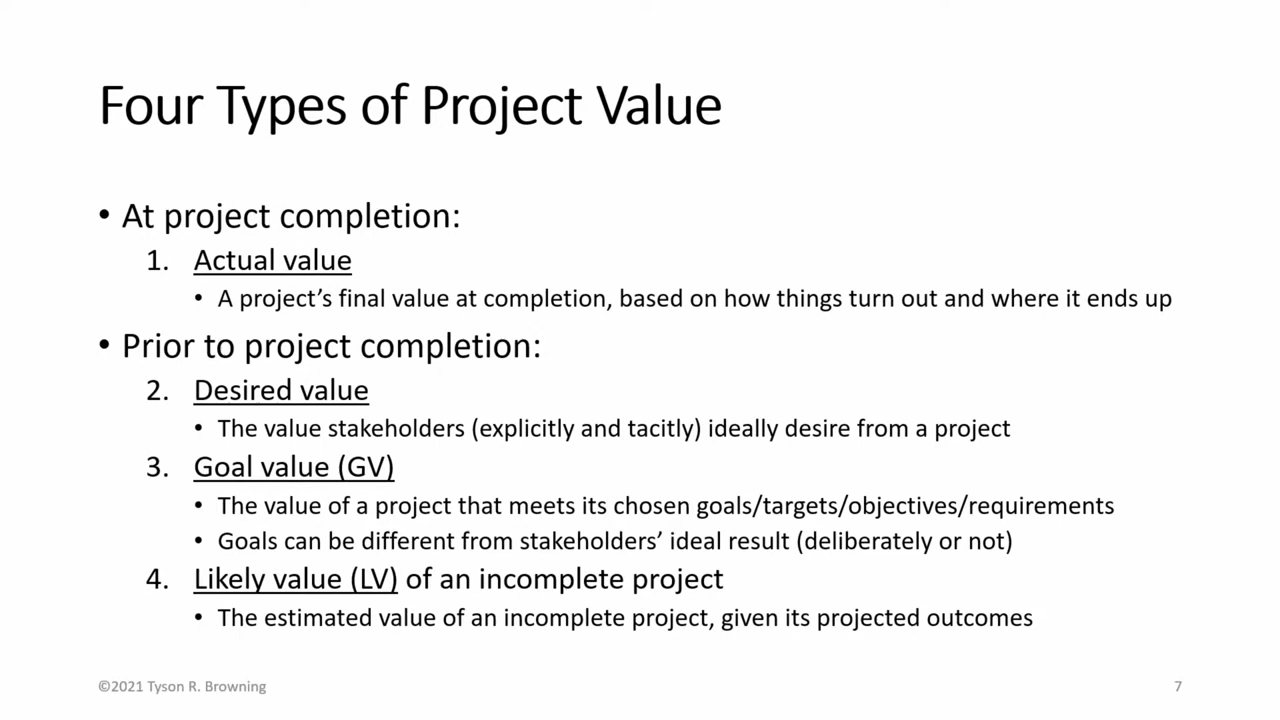 Four Types of Project Value
• At project completion:
1. Actual value
• A project’s final value at completion, based on how things turn out and where it ends up
• Prior to project completion:
2. Desired value
• The value stakeholders (explicitly and tacitly) ideally desire from a project
3. Goal value (GV)
• The value of a project that meets its chosen goals/targets/objectives/requirements
• Goals can be different from stakeholders’ ideal result (deliberately or not)
4. Likely value (LV) of an incomplete project
• The estimated value of an incomplete project, given its projected outcomes
©2021 Tyson R. Browning
7